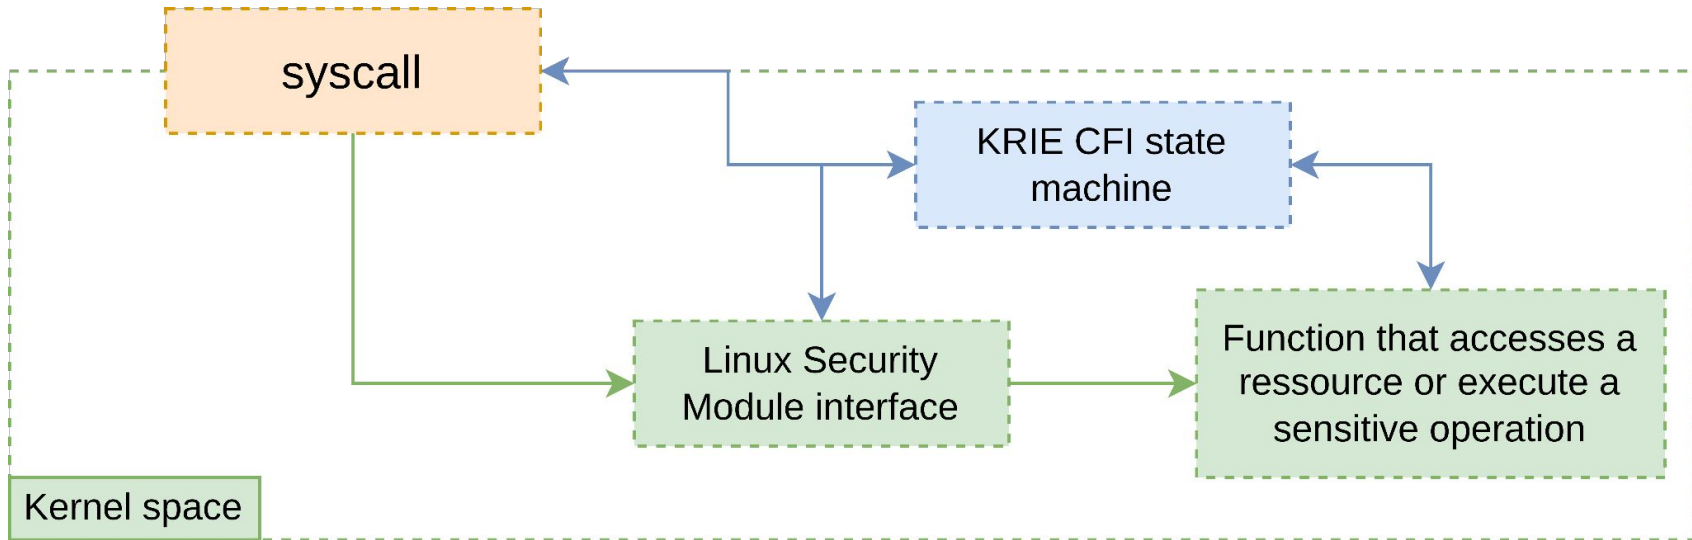 syscall
KRIE CFI state
machine
Linux Security
Module interface
Function that accesses a
ressource or execute a
sensitive operation
Kernel space